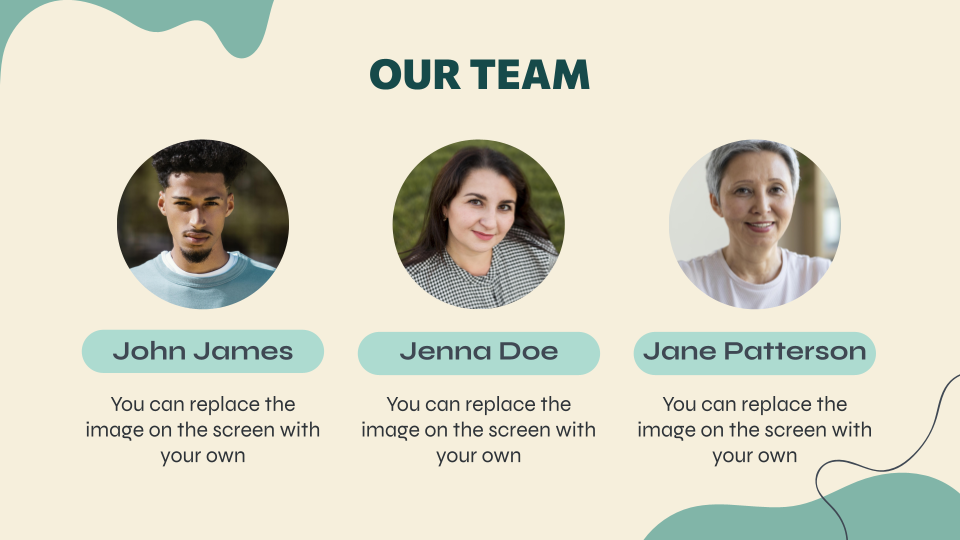 OUR TEAM
John James
You can replace the
image on the screen with
your own
Jenna Doe
You can replace the
image on the screen with
your own
Jane Patterson
You can replace the
image on the screen with
your own